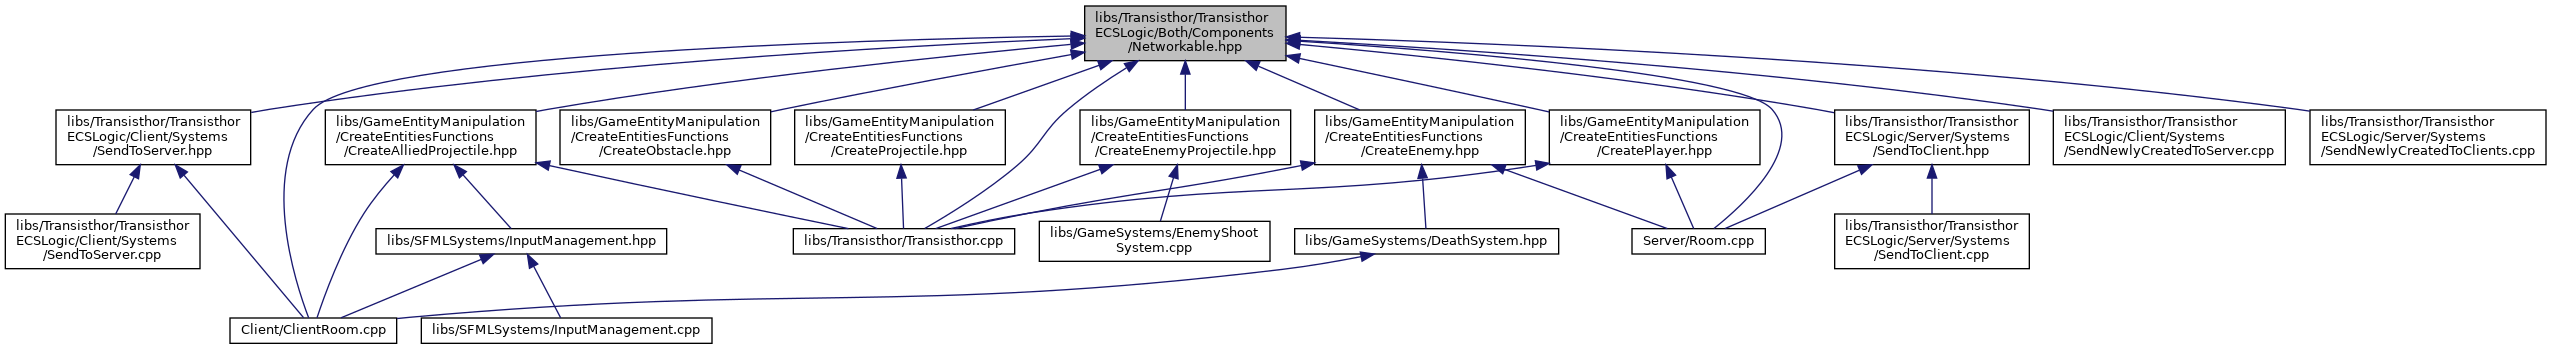 libs/Transisthor/Transisthor
ECSLogic/Both/Components
/Networkable.hpp
libs/Transisthor/Transisthor
ECSLogic/Client/Systems
/SendToServer.hpp
libs/GameEntityManipulation
/CreateEntitiesFunctions
/CreateAlliedProjectile.hpp
libs/GameEntityManipulation
/CreateEntitiesFunctions
/CreateObstacle.hpp
libs/GameEntityManipulation
/CreateEntitiesFunctions
/CreateProjectile.hpp
libs/GameEntityManipulation
/CreateEntitiesFunctions
/CreateEnemyProjectile.hpp
libs/GameEntityManipulation
/CreateEntitiesFunctions
/CreateEnemy.hpp
libs/GameEntityManipulation
/CreateEntitiesFunctions
/CreatePlayer.hpp
libs/Transisthor/Transisthor
ECSLogic/Server/Systems
/SendToClient.hpp
libs/Transisthor/Transisthor
ECSLogic/Client/Systems
/SendNewlyCreatedToServer.cpp
libs/Transisthor/Transisthor
ECSLogic/Server/Systems
/SendNewlyCreatedToClients.cpp
libs/Transisthor/Transisthor
ECSLogic/Client/Systems
/SendToServer.cpp
libs/SFMLSystems/InputManagement.hpp
libs/Transisthor/Transisthor.cpp
libs/GameSystems/EnemyShoot
System.cpp
libs/GameSystems/DeathSystem.hpp
Server/Room.cpp
libs/Transisthor/Transisthor
ECSLogic/Server/Systems
/SendToClient.cpp
Client/ClientRoom.cpp
libs/SFMLSystems/InputManagement.cpp